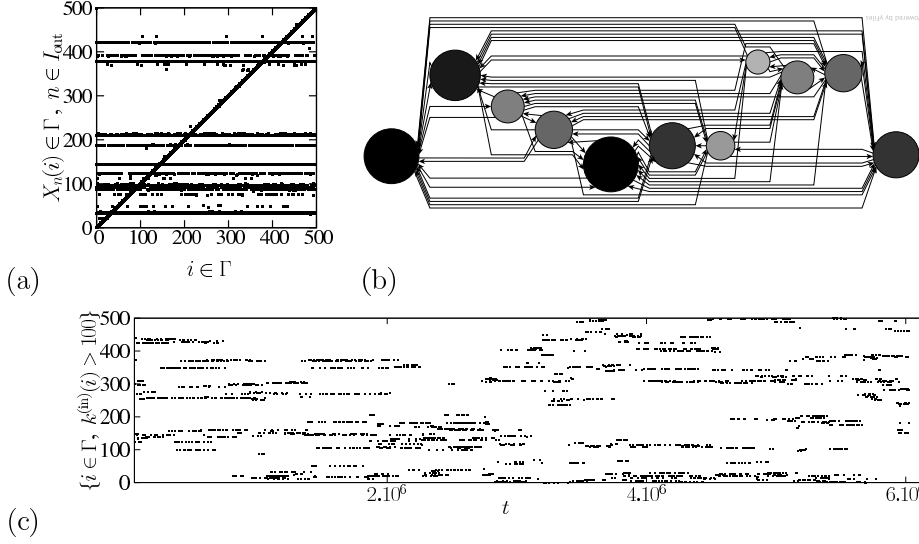 500
400
300
200
100
0
0 100 200 300 400 500
X_n(i) ∈ Γ , n ∈ I_out
i ∈ Γ
(a)
(b)
500
400
300
200
100
0
{i ∈ Γ, k^(in)(i) > 100}
2.10^6 4.10^6 6.10^6
t
(c)